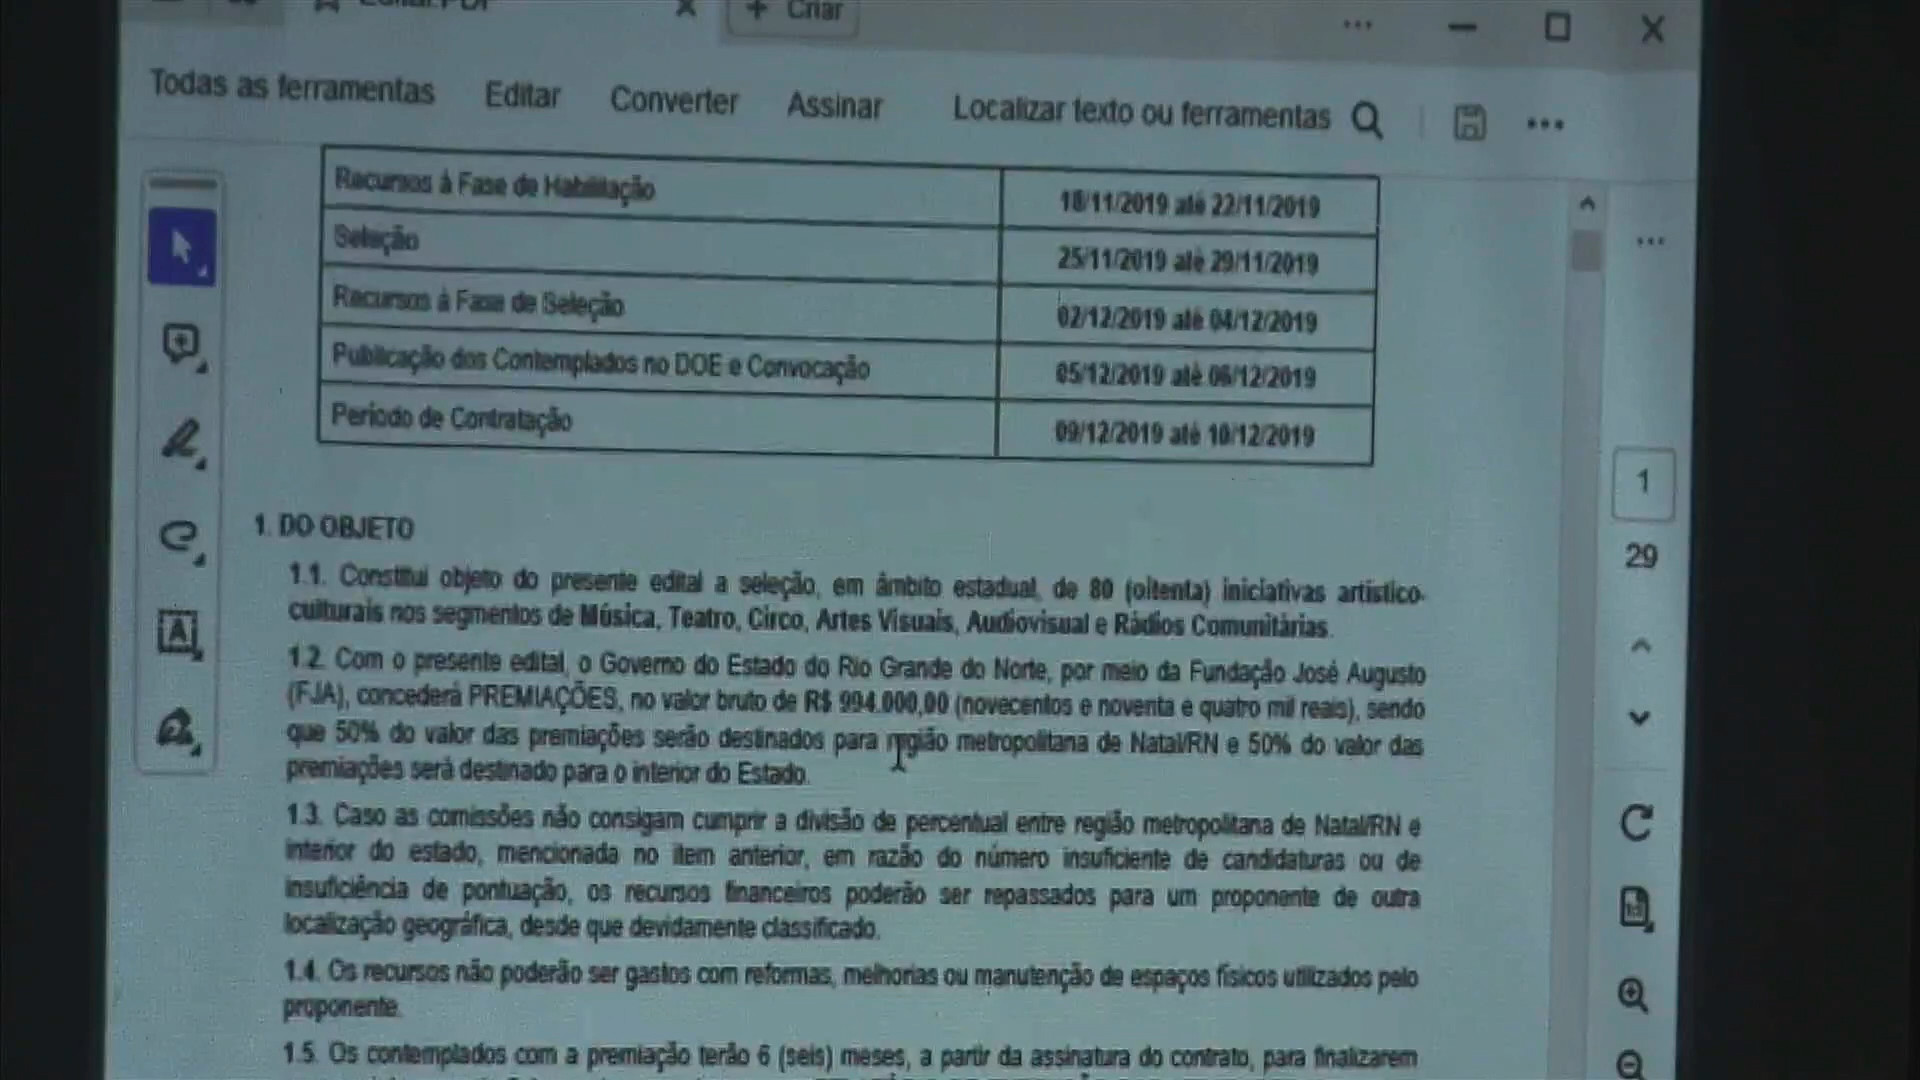 Editar.PDF
+ Criar
Todas as ferramentas Editar Converter Assinar Localizar texto ou ferramentas
Recursos à Fase de Habilitação 18/11/2019 até 22/11/2019
Seleção 25/11/2019 até 29/11/2019
Recursos à Fase de Seleção 02/12/2019 até 04/12/2019
Publicação dos Contemplados no DOE e Convocação 05/12/2019 até 06/12/2019
Período de Contratação 09/12/2019 até 10/12/2019
1. DO OBJETO
1.1. Constitui objeto do presente edital a seleção, em âmbito estadual, de 80 (oitenta) iniciativas artístico-
culturais nos segmentos de Música, Teatro, Circo, Artes Visuais, Audiovisual e Rádios Comunitárias.
1.2. Com o presente edital, o Governo do Estado do Rio Grande do Norte, por meio da Fundação José Augusto
(FJA), concederá PREMIAÇÕES, no valor bruto de R$ 994.000,00 (novecentos e noventa e quatro mil reais), sendo
que 50% do valor das premiações serão destinados para região metropolitana de Natal/RN e 50% do valor das
premiações será destinado para o interior do Estado.
1.3. Caso as comissões não consigam cumprir a divisão de percentual entre região metropolitana de Natal/RN e
interior do estado, mencionada no item anterior, em razão do número insuficiente de candidaturas ou de
insuficiência de pontuação, os recursos financeiros poderão ser repassados para um proponente de outra
localização geográfica, desde que devidamente classificado.
1.4. Os recursos não poderão ser gastos com reformas, melhorias ou manutenção de espaços físicos utilizados pelo
proponente.
1.5. Os contemplados com a premiação terão 6 (seis) meses, a partir da assinatura do contrato, para finalizarem
1
29